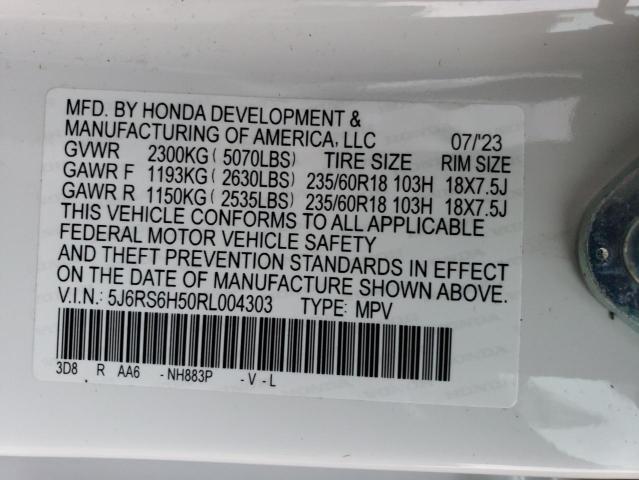 MFD. BY HONDA DEVELOPMENT &
MANUFACTURING OF AMERICA, LLC 07/'23
GVWR 2300KG ( 5070LBS) TIRE SIZE RIM SIZE
GAWR F 1193KG ( 2630LBS) 235/60R18 103H 18X7.5J
GAWR R 1150KG ( 2535LBS) 235/60R18 103H 18X7.5J
THIS VEHICLE CONFORMS TO ALL APPLICABLE
FEDERAL MOTOR VEHICLE SAFETY
AND THEFT PREVENTION STANDARDS IN EFFECT
ON THE DATE OF MANUFACTURE SHOWN ABOVE.
V.I.N.: 5J6RS6H50RL004303 TYPE: MPV
3D8 R AA6 - NH883P - V - L